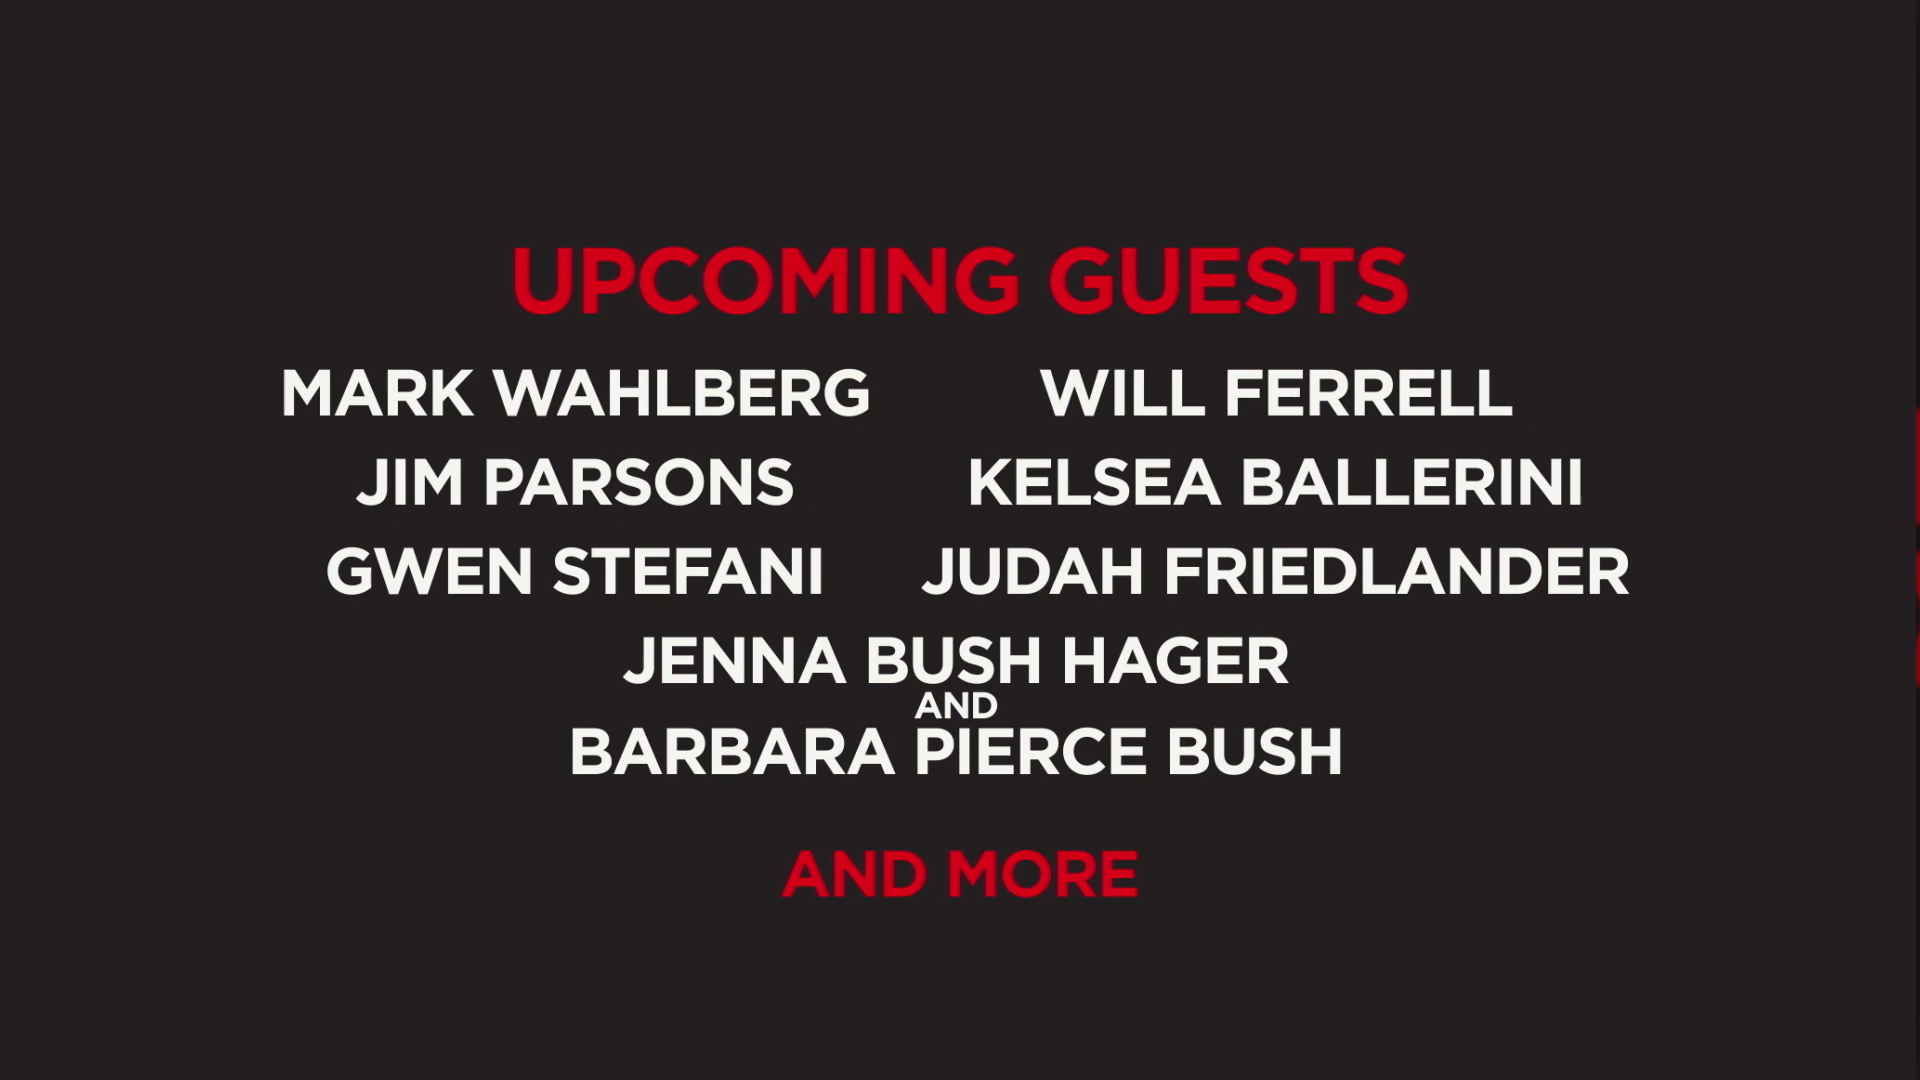 UPCOMING GUESTS
MARK WAHLBERG WILL FERRELL
JIM PARSONS KELSEA BALLERINI
GWEN STEFANI JUDAH FRIEDLANDER
JENNA BUSH HAGER
AND
BARBARA PIERCE BUSH
AND MORE